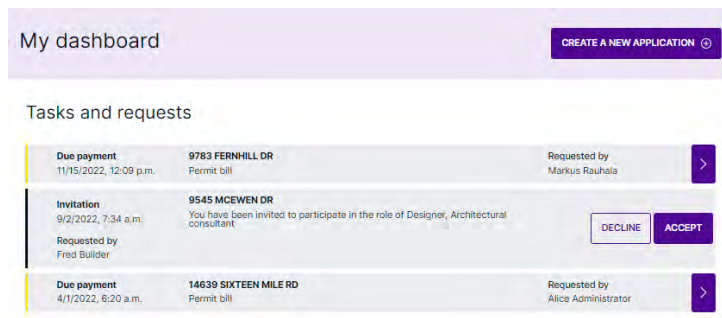 My dashboard
CREATE A NEW APPLICATION
Tasks and requests
Due payment
11/15/2022, 12:09 p.m.
9783 FERNHILL DR
Permit bill
Requested by
Markus Rauhala
Invitation
9/2/2022, 7:34 a.m.
Requested by
Fred Builder
9545 MCEWEN DR
You have been invited to participate in the role of Designer, Architectural
consultant
DECLINE
ACCEPT
Due payment
4/1/2022, 6:20 a.m.
14639 SIXTEEN MILE RD
Permit bill
Requested by
Alice Administrator